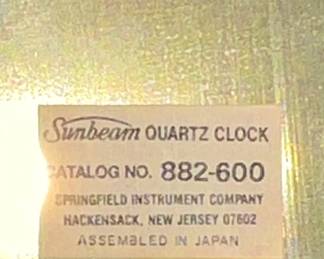 Sunbeam QUARTZ CLOCK
CATALOG NO. 882-600
SPRINGFIELD INSTRUMENT COMPANY
HACKENSACK, NEW JERSEY 07602
ASSEMBLED IN JAPAN